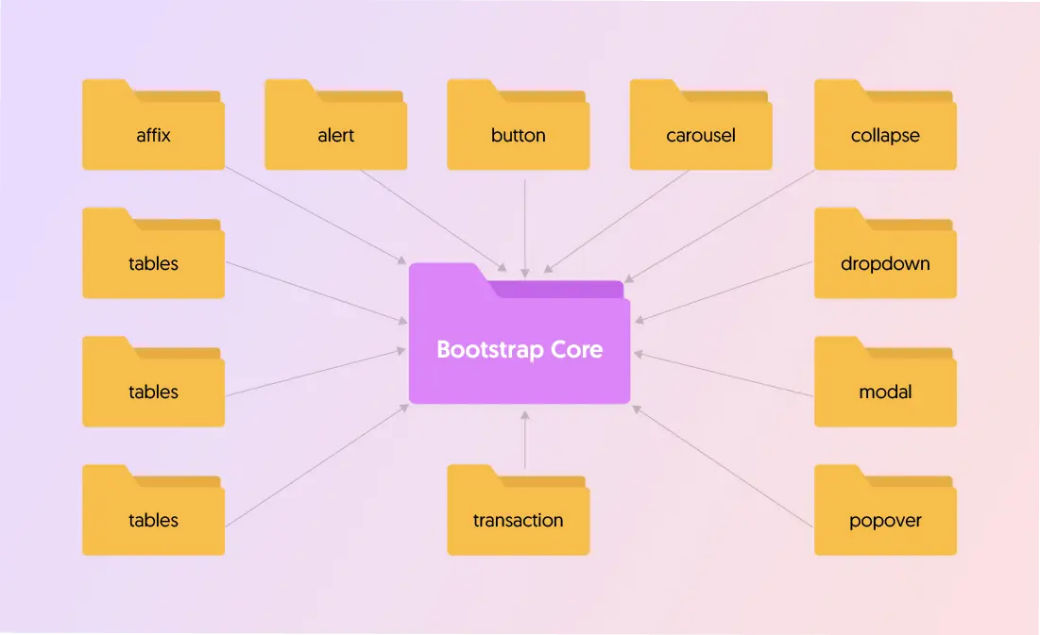 affix
alert
button
carousel
collapse
tables
dropdown
Bootstrap Core
tables
modal
tables
transaction
popover